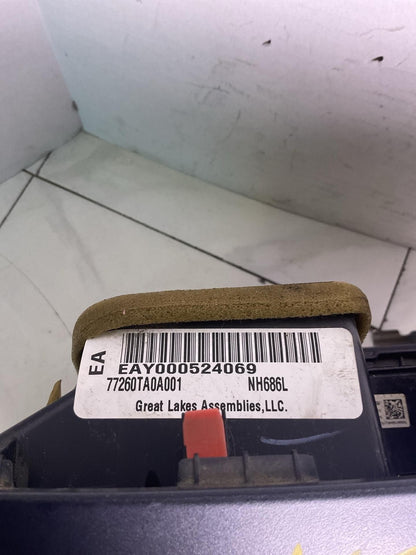 EA
EAY000524069
77260TA0A001 NH686L
Great Lakes Assemblies,LLC.